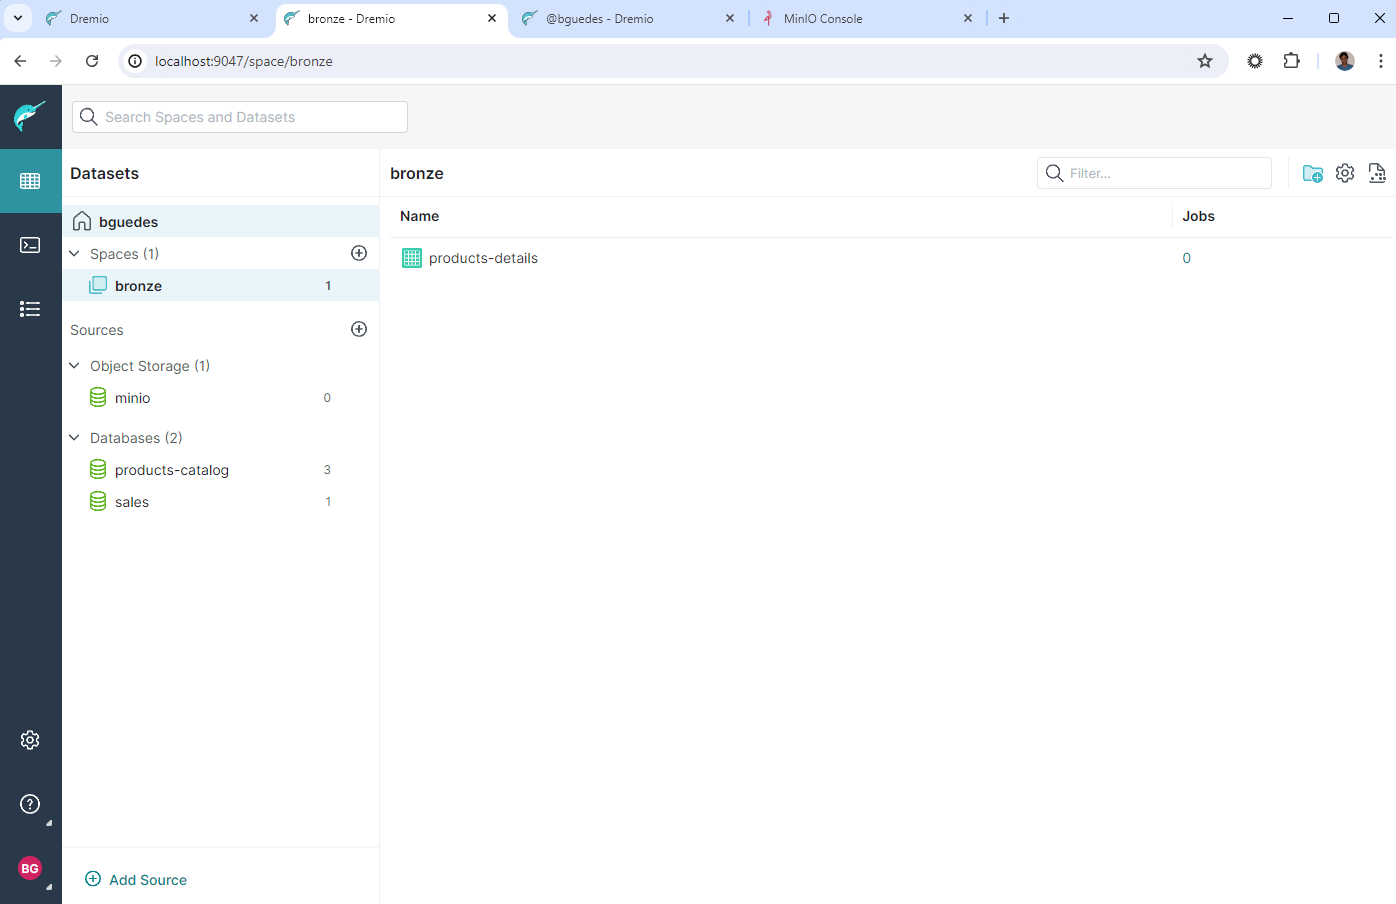 Dremio
bronze - Dremio
@bguedes - Dremio
MinIO Console
localhost:9047/space/bronze
Search Spaces and Datasets
Datasets
bronze
Filter...
bguedes
Name
Jobs
Spaces (1)
products-details
0
bronze
1
Sources
Object Storage (1)
minio
0
Databases (2)
products-catalog
3
sales
1
BG
Add Source